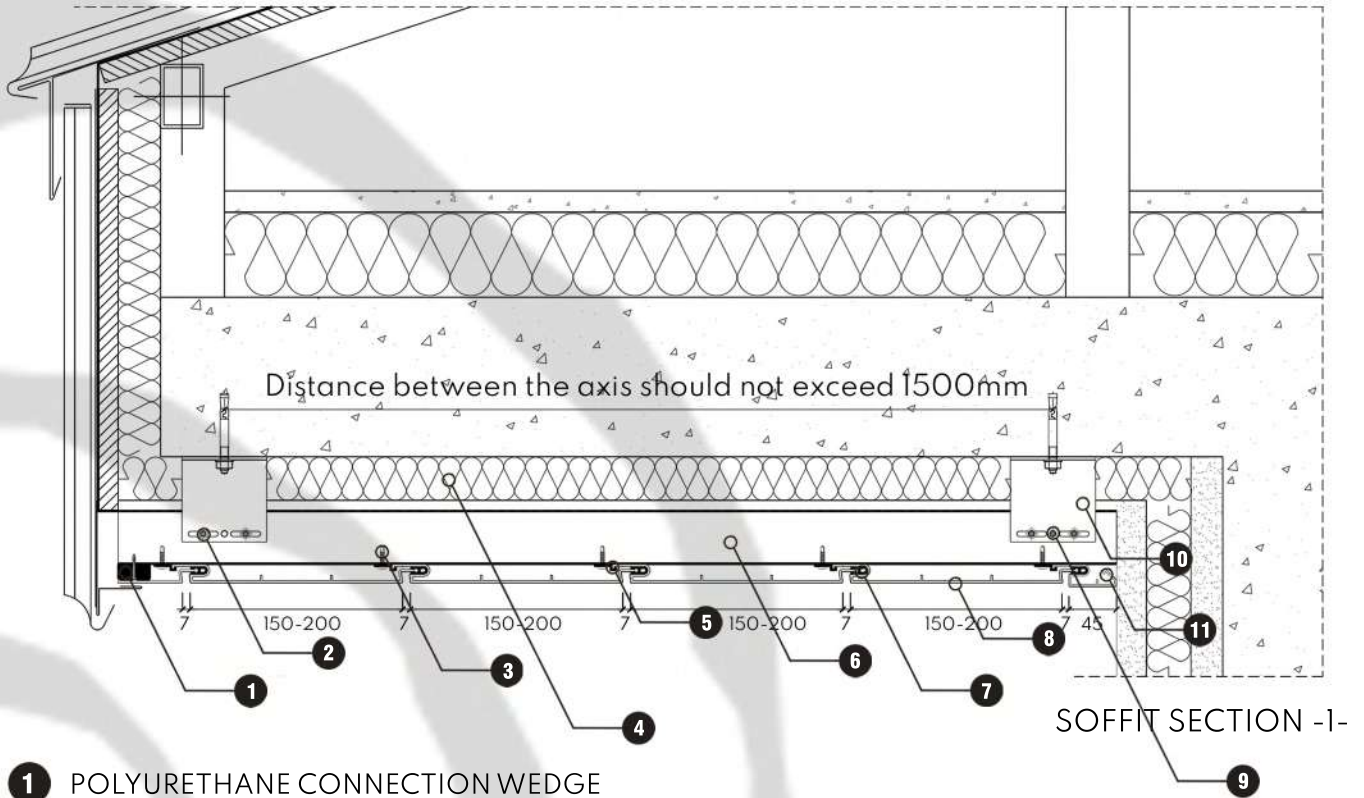 Distance between the axis should not exceed 1500mm
7 150-200 7 150-200 7 150-200 7 150-200 7 45
10
11
5
8
2
6
3
7
1
4
SOFFIT SECTION -1-
9
1 POLYURETHANE CONNECTION WEDGE